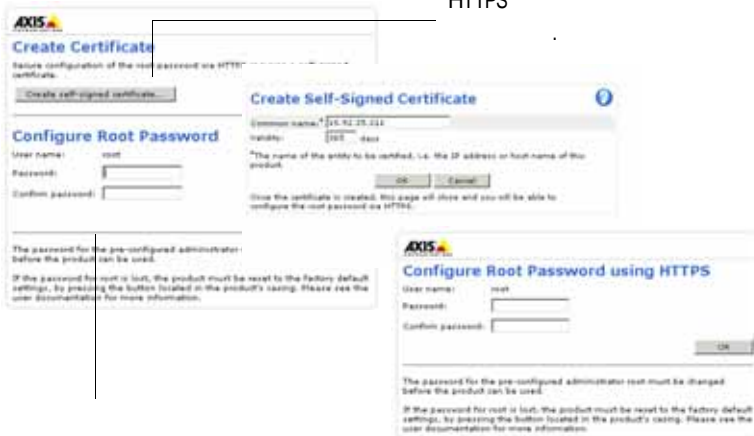 HTTPS
.
AXIS
Create Certificate
Secure configuration of the root password via HTTPS
certificate.
Create self-signed certificate...
Configure Root Password
User name: root
Password:
Confirm password:
The password for the pre-configured administrator
before the product can be used.
If the password for root is lost, the product must be reset to the factory default
settings, by pressing the button located in the product's casing. Please see the
user documentation for more information.
Create Self-Signed Certificate
Common name:*
Validity: 365 days
*The name of the entity to be certified, i.e. the IP address or host name of this
product.
OK Cancel
Once the certificate is created, this page will close and you will be able to
configure the root password via HTTPS.
AXIS
Configure Root Password using HTTPS
User name: root
Password:
Confirm password:
OK
The password for the pre-configured administrator root must be changed
before the product can be used.
If the password for root is lost, the product must be reset to the factory default
settings, by pressing the button located in the product's casing. Please see the
user documentation for more information.